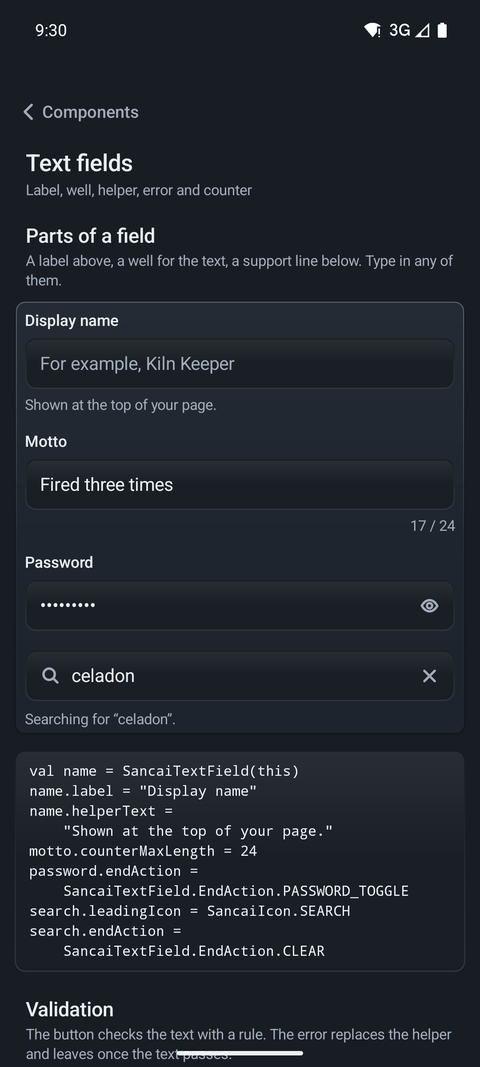 9:30
3G
Components
Text fields
Label, well, helper, error and counter
Parts of a field
A label above, a well for the text, a support line below. Type in any of
them.
Display name
For example, Kiln Keeper
Shown at the top of your page.
Motto
Fired three times
17 / 24
Password
•••••••••
celadon
Searching for “celadon”.
val name = SancaiTextField(this)
name.label = "Display name"
name.helperText =
    "Shown at the top of your page."
motto.counterMaxLength = 24
password.endAction =
    SancaiTextField.EndAction.PASSWORD_TOGGLE
search.leadingIcon = SancaiIcon.SEARCH
search.endAction =
    SancaiTextField.EndAction.CLEAR
Validation
The button checks the text with a rule. The error replaces the helper
and leaves once the text passes.